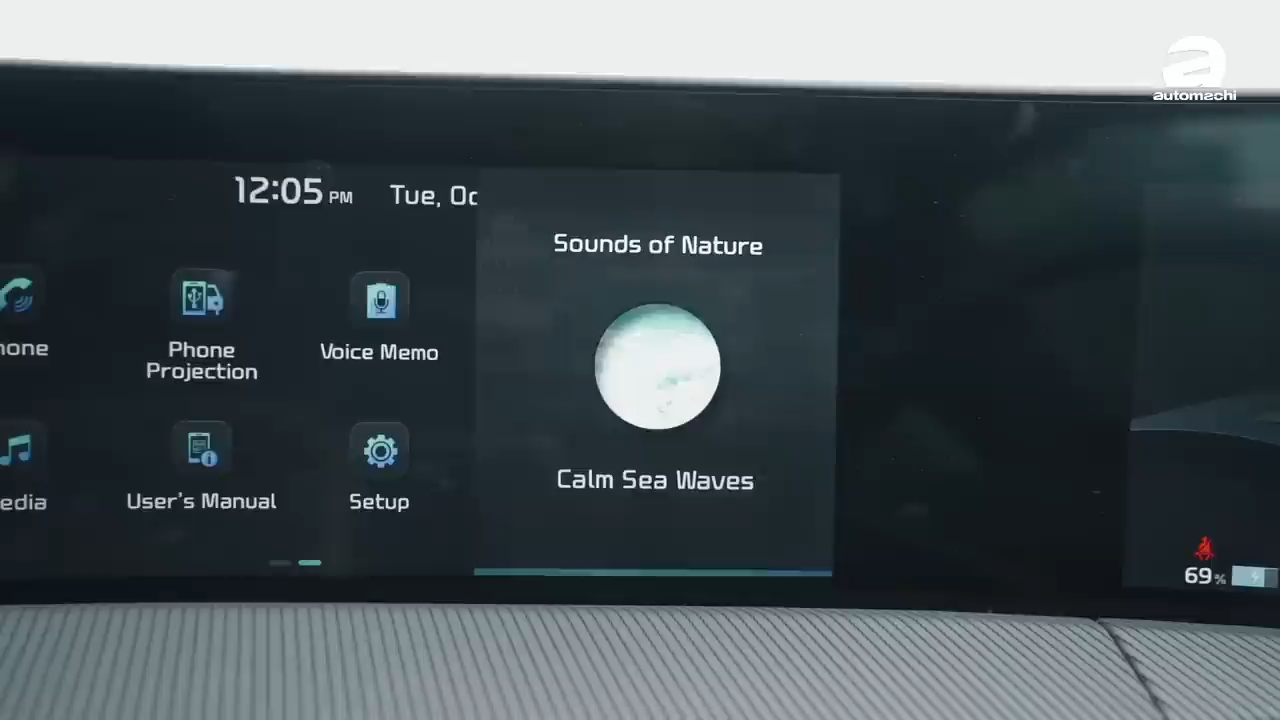 automachi
12:05 PM Tue, Oc
Sounds of Nature
hone
Phone
Projection
Voice Memo
Calm Sea Waves
edia
User's Manual
Setup
69%